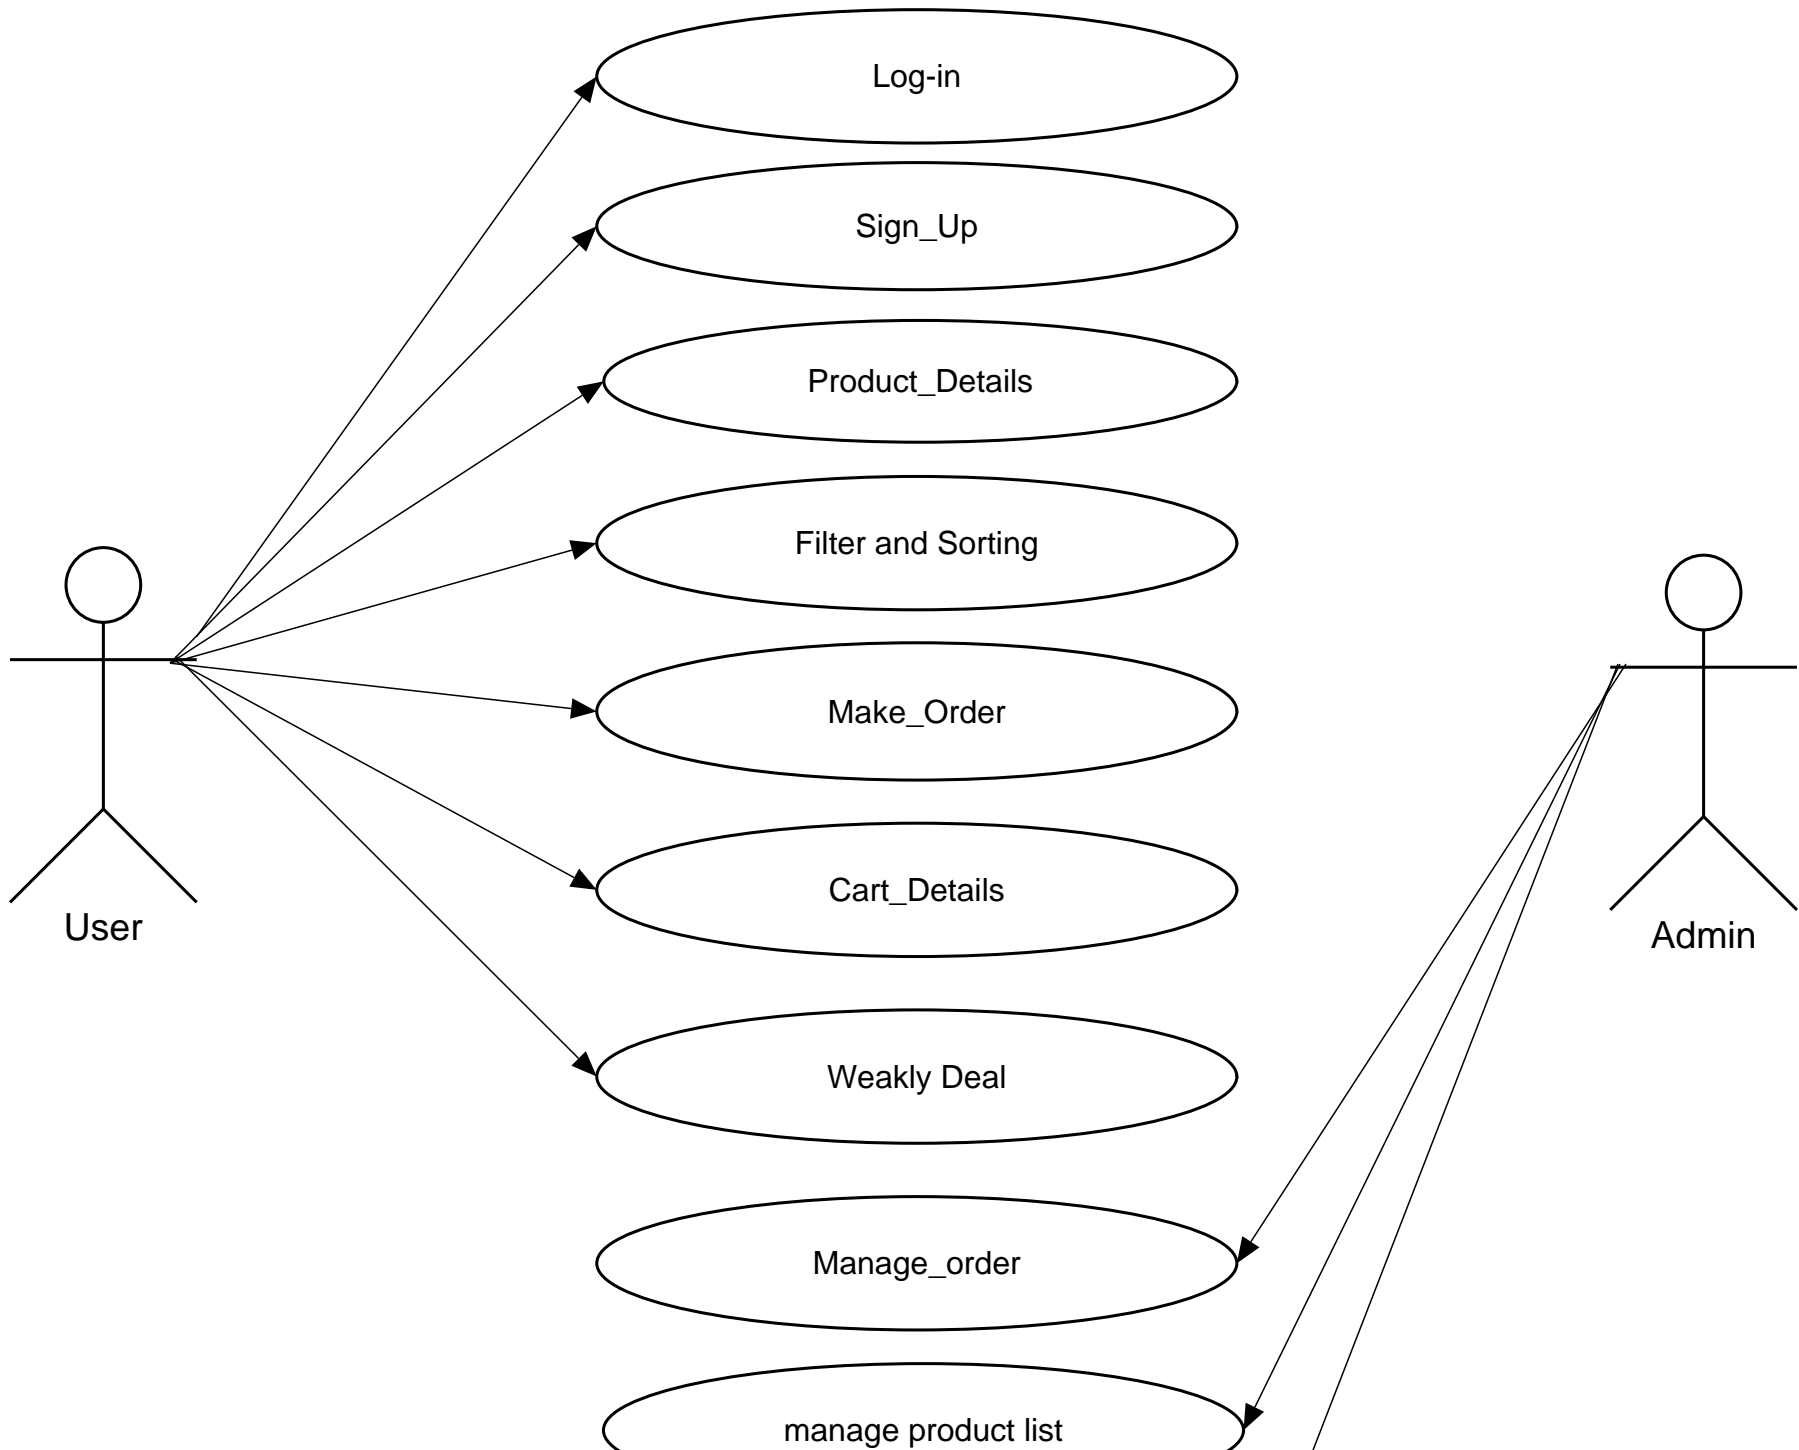 Log-in
Sign_Up
Product_Details
Filter and Sorting
Make_Order
Cart_Details
User
Admin
Weakly Deal
Manage_order
manage product list